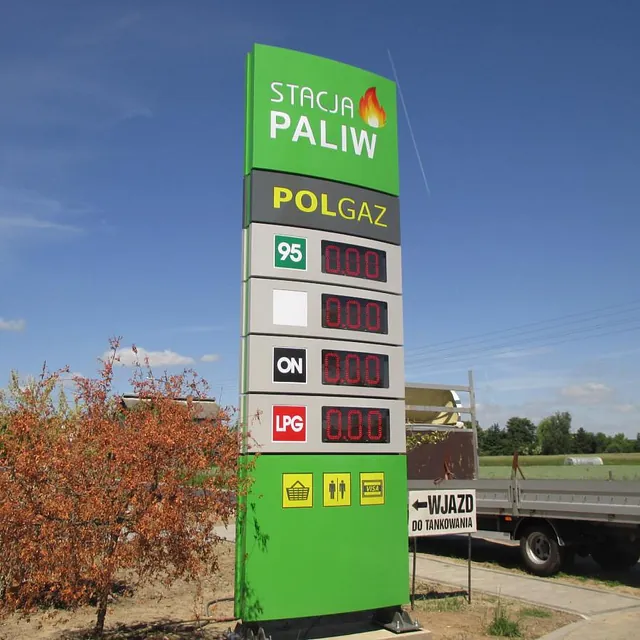 STACJA
PALIW
POLGAZ
95
0.00
0.00
ON
0.00
LPG
0.00
VISA
←WJAZD
DO TANKOWANIA